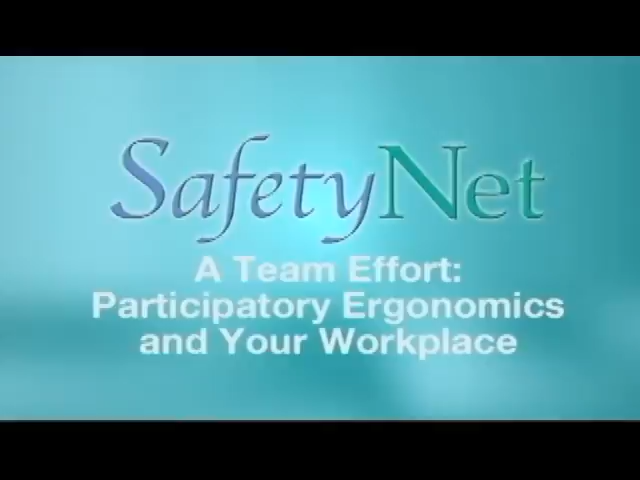 SafetyNet
A Team Effort:
Participatory Ergonomics
and Your Workplace